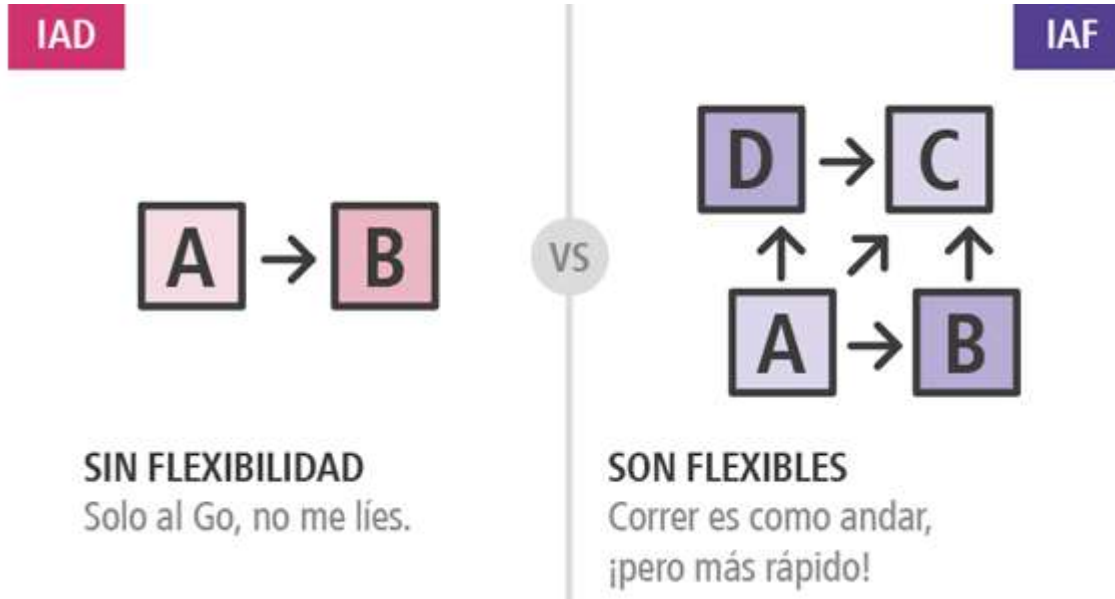 IAD
A → B
SIN FLEXIBILIDAD
Solo al Go, no me líes.
VS
IAF
D → C
A → B
SON FLEXIBLES
Correr es como andar,
¡pero más rápido!